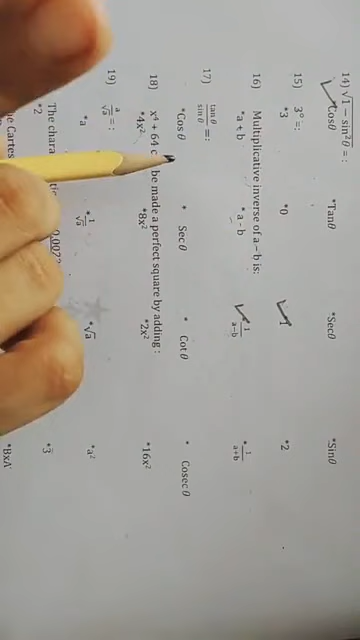 14) √1 − sin²θ = :
*Cosθ *Tanθ *Secθ *Sinθ
15) 3⁰ =:
*3 *0 *1 *2
16) Multiplicative inverse of a − b is:
*a + b *a - b *1/a−b *1/a+b
17) tan θ/sin θ =:
*Cos θ * Sec θ * Cot θ * Cosec θ
18) x⁴ + 64 be made a perfect square by adding :
*4x² *8x² *2x² *16x²
19) a/√a = :
*a *1/√a *√a *a²
The chara
*2 *3
*BxA